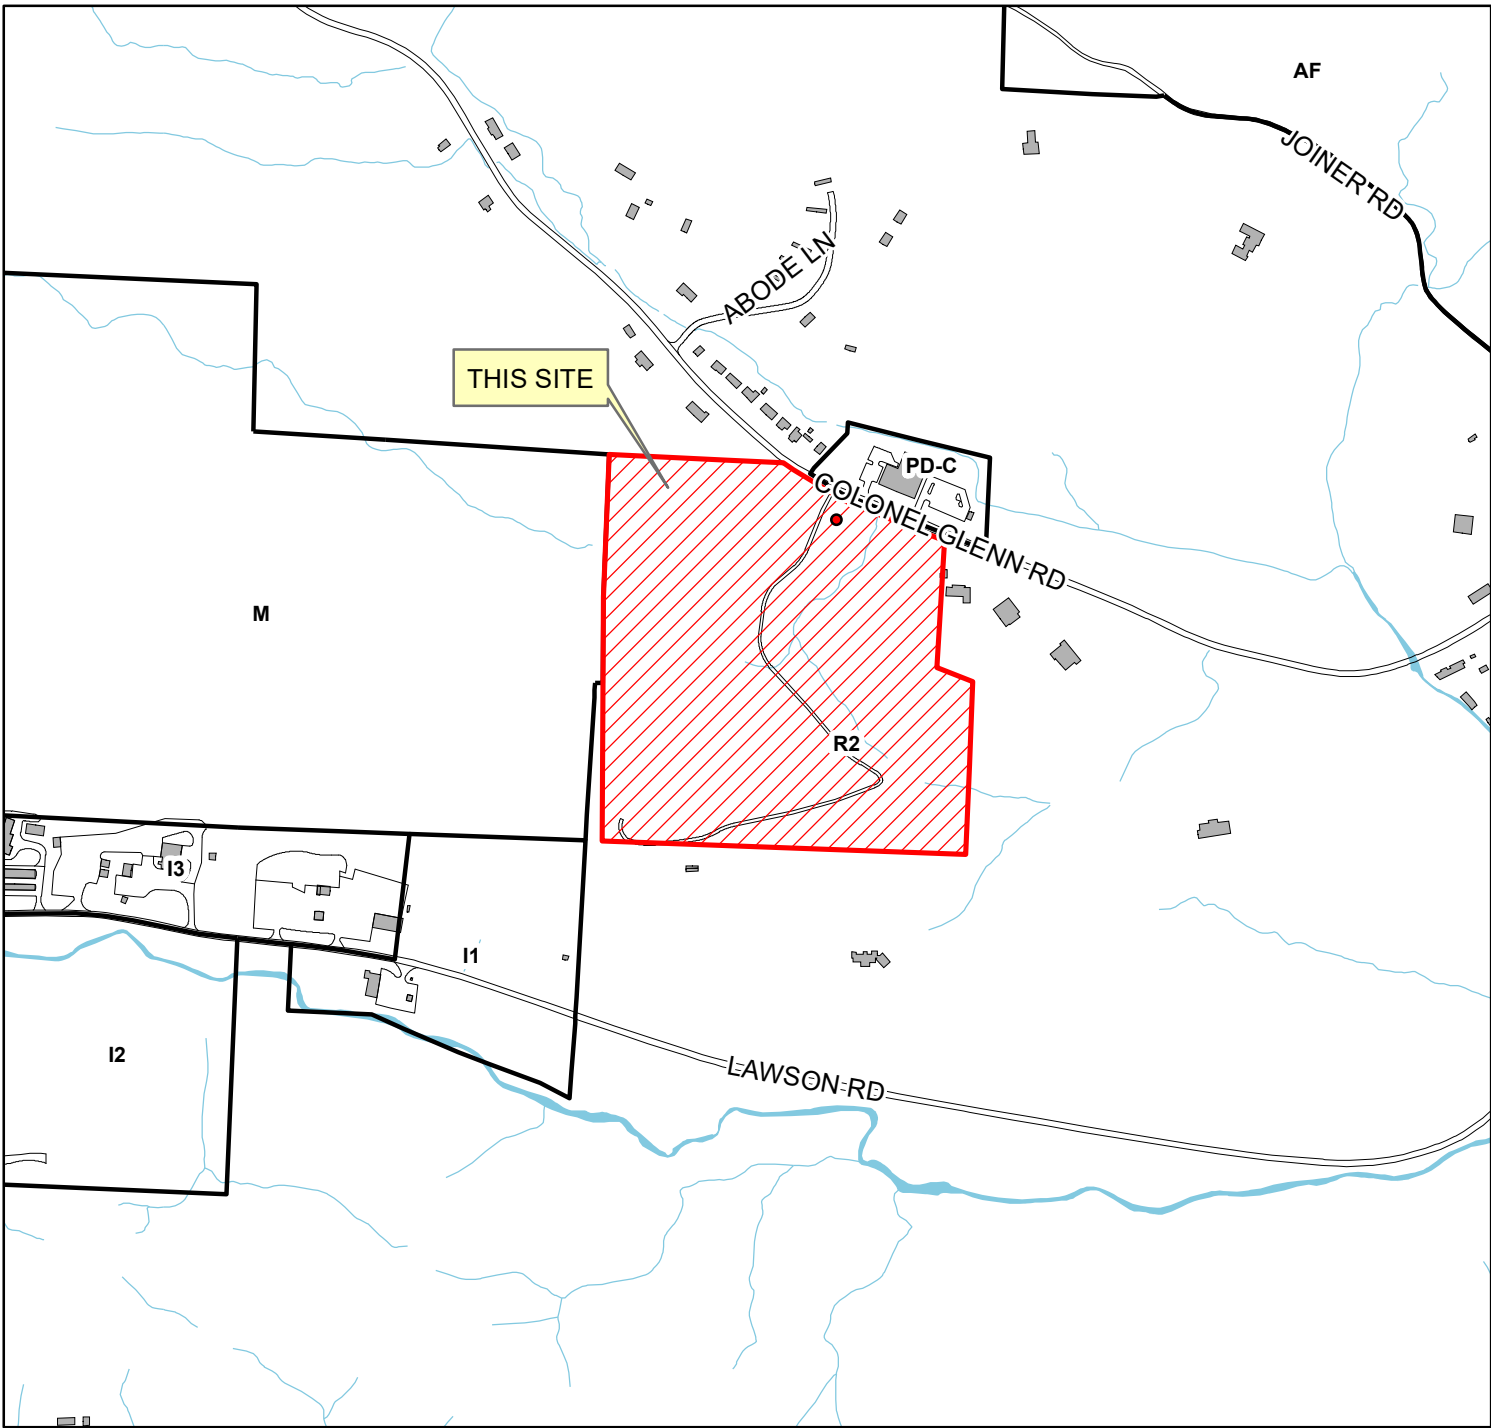 AF
JOINER RD
ABODE LN
THIS SITE
PD-C
COLONEL GLENN RD
M
R2
I3
I1
I2
LAWSON RD